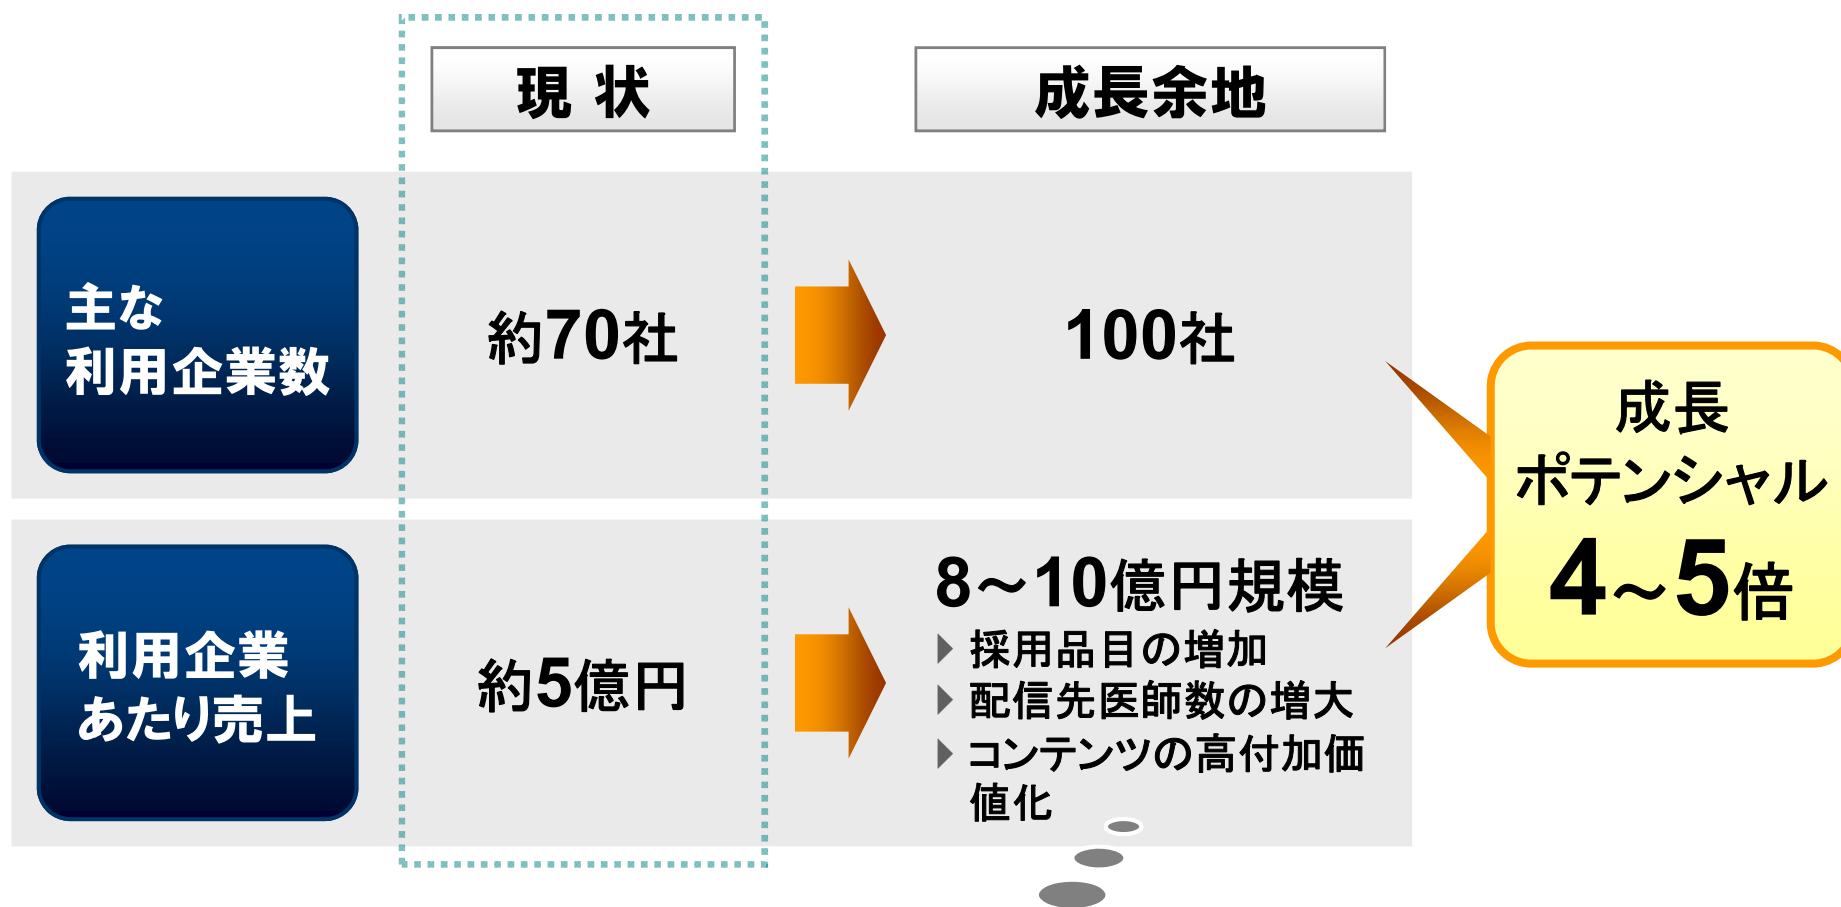 現 状
成長余地
主な
利用企業数
約70社
100社
利用企業
あたり売上
約5億円
8～10億円規模
採用品目の増加
配信先医師数の増大
コンテンツの高付加価
値化
成長
ポテンシャル
4～5倍